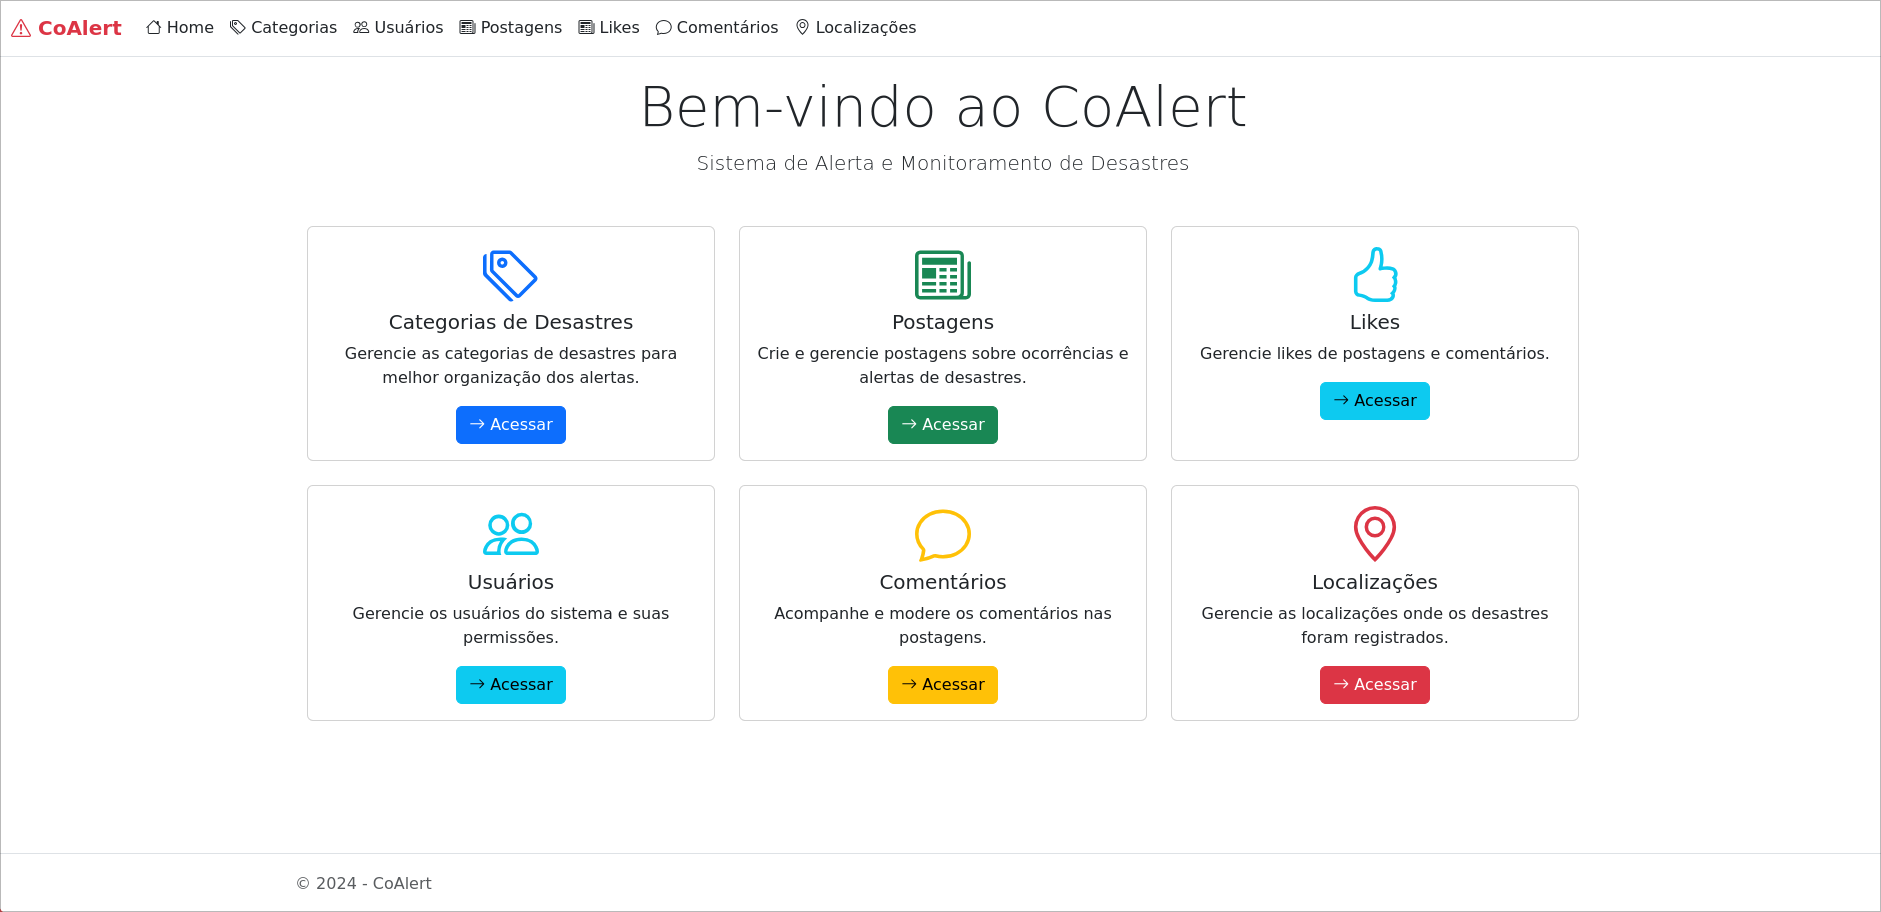 CoAlert Home Categorias Usuários Postagens Likes Comentários Localizações
Bem-vindo ao CoAlert
Sistema de Alerta e Monitoramento de Desastres
Categorias de Desastres
Gerencie as categorias de desastres para
melhor organização dos alertas.
→ Acessar
Postagens
Crie e gerencie postagens sobre ocorrências e
alertas de desastres.
→ Acessar
Likes
Gerencie likes de postagens e comentários.
→ Acessar
Usuários
Gerencie os usuários do sistema e suas
permissões.
→ Acessar
Comentários
Acompanhe e modere os comentários nas
postagens.
→ Acessar
Localizações
Gerencie as localizações onde os desastres
foram registrados.
→ Acessar
© 2024 - CoAlert